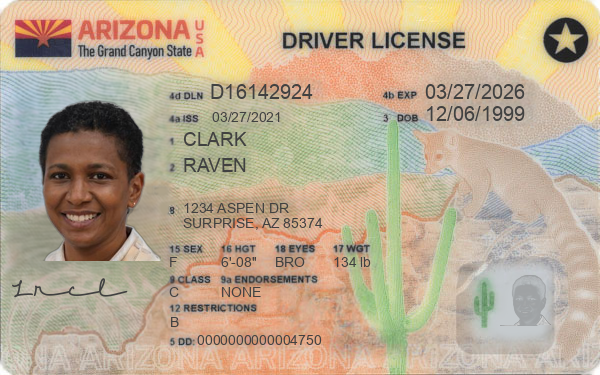 ARIZONA USA
The Grand Canyon State
DRIVER LICENSE
4d DLN D16142924
4b EXP 03/27/2026
4a ISS 03/27/2021
3 DOB 12/06/1999
1 CLARK
2 RAVEN
8 1234 ASPEN DR
SURPRISE, AZ 85374
15 SEX 16 HGT 18 EYES 17 WGT
F 6'-08" BRO 134 lb
9 CLASS 9a ENDORSEMENTS
C NONE
12 RESTRICTIONS
B
5 DD: 0000000000004750
ARIZONA ARIZONA ARIZONA ARIZONA